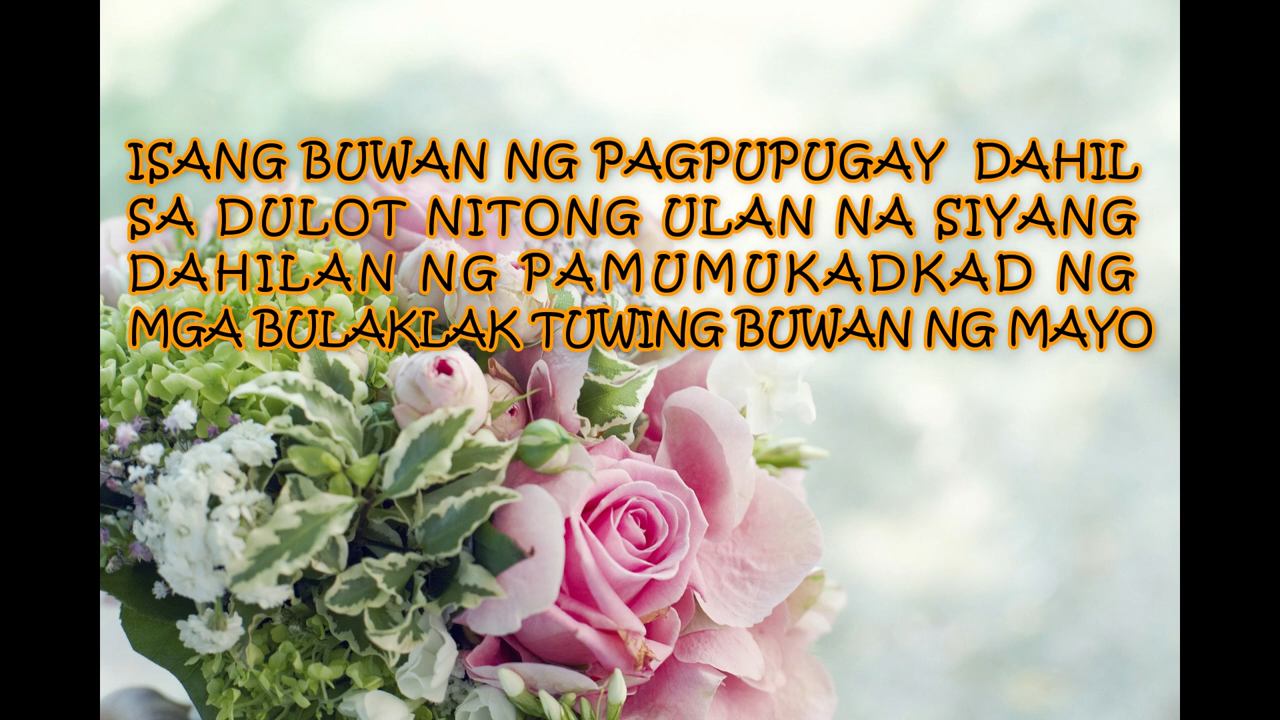 ISANG BUWAN NG PAGPUPUGAY DAHIL
SA DULOT NITONG ULAN NA SIYANG
DAHILAN NG PAMUMUKADKAD NG
MGA BULAKLAK TUWING BUWAN NG MAYO